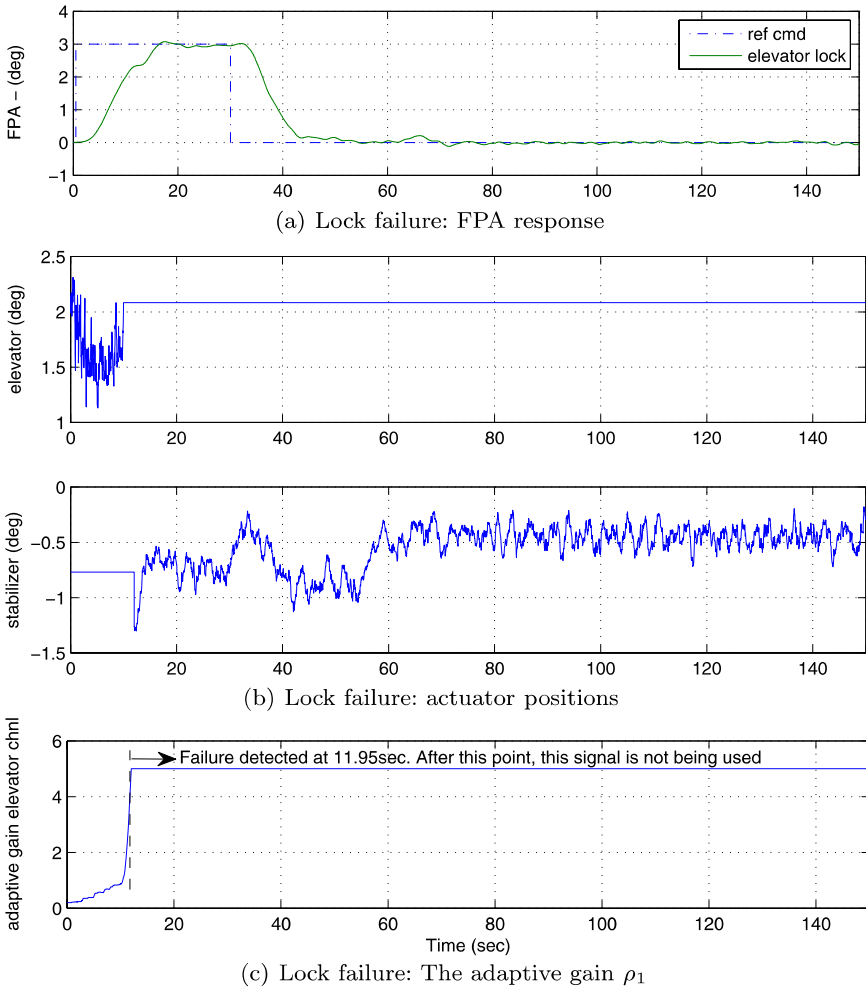 4
3
2
1
0
−1
FPA − (deg)
ref cmd
elevator lock
0 20 40 60 80 100 120 140
(a) Lock failure: FPA response
2.5
2
1.5
1
elevator (deg)
0 20 40 60 80 100 120 140
0
−0.5
−1
−1.5
stabilizer (deg)
0 20 40 60 80 100 120 140
(b) Lock failure: actuator positions
6
4
2
0
adaptive gain elevator chnl
Failure detected at 11.95sec. After this point, this signal is not being used
0 20 40 60 80 100 120 140
Time (sec)
(c) Lock failure: The adaptive gain ρ₁